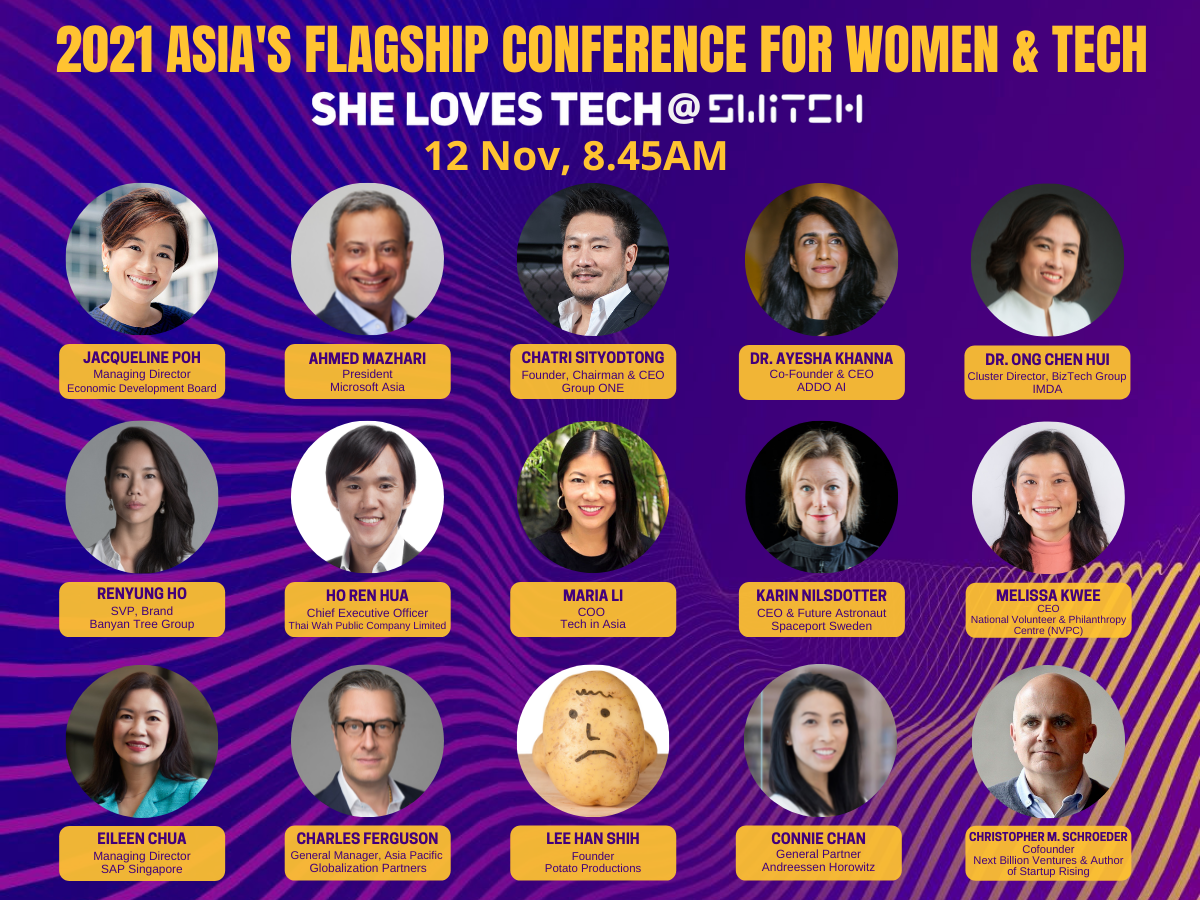 2021 ASIA'S FLAGSHIP CONFERENCE FOR WOMEN & TECH
SHE LOVES TECH@SWITCH
12 Nov, 8.45AM
JACQUELINE POH
Managing Director
Economic Development Board
AHMED MAZHARI
President
Microsoft Asia
CHATRI SITYODTONG
Founder, Chairman & CEO
Group ONE
DR. AYESHA KHANNA
Co-Founder & CEO
ADDO AI
DR. ONG CHEN HUI
Cluster Director, BizTech Group
IMDA
RENYUNG HO
SVP, Brand
Banyan Tree Group
HO REN HUA
Chief Executive Officer
Thai Wah Public Company Limited
MARIA LI
COO
Tech in Asia
KARIN NILSDOTTER
CEO & Future Astronaut
Spaceport Sweden
MELISSA KWEE
CEO
National Volunteer & Philanthropy
Centre (NVPC)
EILEEN CHUA
Managing Director
SAP Singapore
CHARLES FERGUSON
General Manager, Asia Pacific
Globalization Partners
LEE HAN SHIH
Founder
Potato Productions
CONNIE CHAN
General Partner
Andreessen Horowitz
CHRISTOPHER M. SCHROEDER
Cofounder
Next Billion Ventures & Author
of Startup Rising